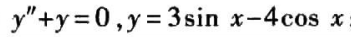 y″+y=0,y=3sin x-4cos x;